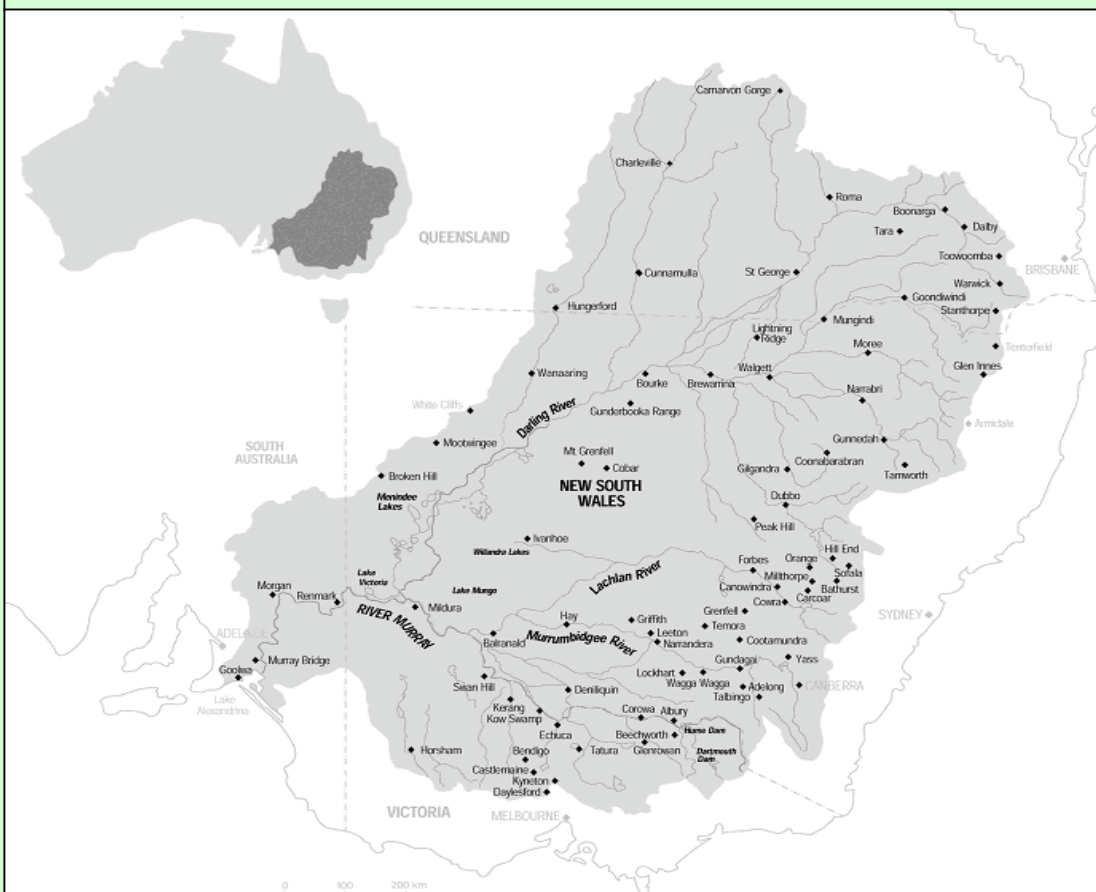 Carnarvon Gorge
Charleville
Roma
Boonarga
Tara
Dalby
QUEENSLAND
Toowoomba
BRISBANE
Cunnamulla
St George
Warwick
Goondiwindi
Hungerford
Stanthorpe
Mungindi
Lightning
Ridge
Moree
Tenterfield
Glen Innes
Wanaaring
Bourke
Brewarrina
Walgett
Narrabri
White Cliffs
Darling River
Gunderbooka Range
Armidale
SOUTH
AUSTRALIA
Mootwingee
Gunnedah
Mt Grenfell
Coonabarabran
Cobar
Gilgandra
Tamworth
Broken Hill
NEW SOUTH
WALES
Menindee
Lakes
Dubbo
Peak Hill
Ivanhoe
Willandra Lakes
Hill End
Orange
Forbes
Sofala
Lake
Victoria
Lachlan River
Millthorpe
Morgan
Renmark
Lake Mungo
Canowindra
Bathurst
Carcoar
Cowra
Mildura
RIVER MURRAY
Hay
Griffith
Grenfell
SYDNEY
Temora
ADELAIDE
Balranald
Murrumbidgee River
Leeton
Narrandera
Cootamundra
Murray Bridge
Goolwa
Gundagai
Yass
Lockhart
Wagga Wagga
Adelong
CANBERRA
Talbingo
Swan Hill
Deniliquin
Lake
Alexandrina
Kerang
Kow Swamp
Corowa
Albury
Echuca
Beechworth
Hume Dam
Horsham
Bendigo
Tatura
Glenrowan
Dartmouth
Dam
Castlemaine
Kyneton
Daylesford
VICTORIA
MELBOURNE
0 100 200 km